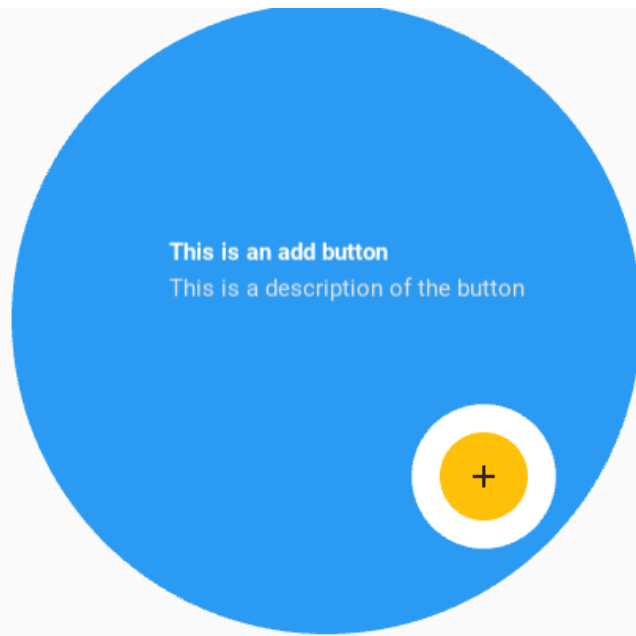 This is an add button
This is a description of the button
+